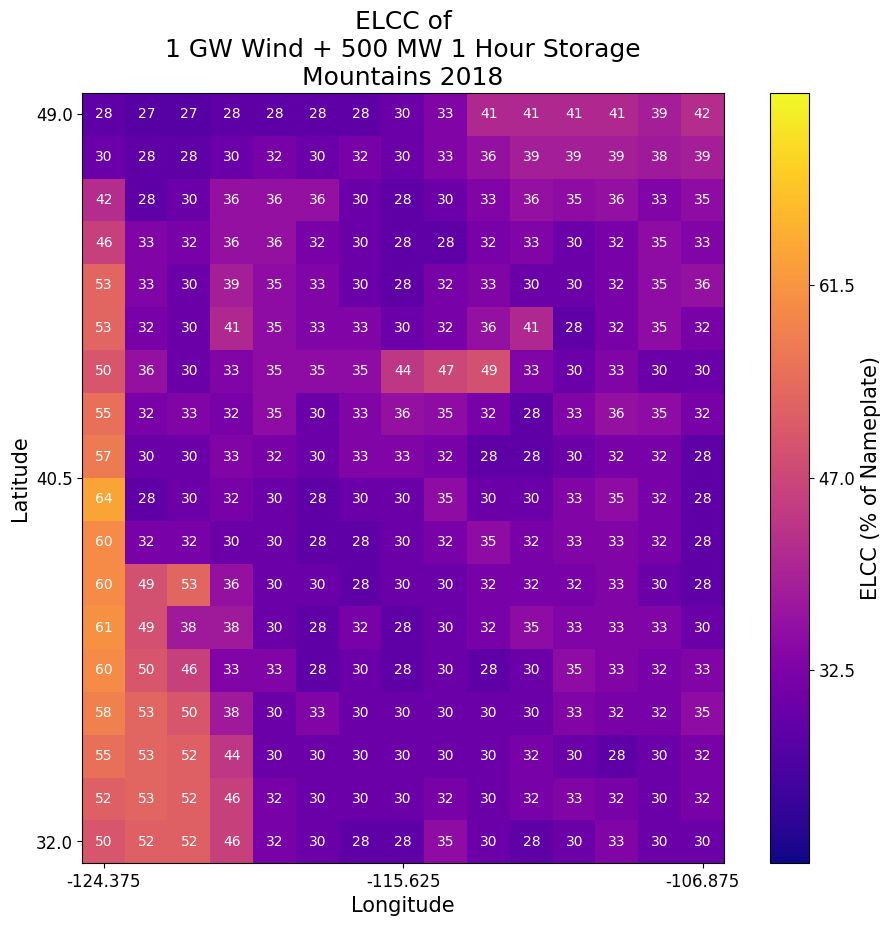 ELCC of
1 GW Wind + 500 MW 1 Hour Storage
Mountains 2018
49.0
28 27 27 28 28 28 28 30 33 41 41 41 41 39 42
30 28 28 30 32 30 32 30 33 36 39 39 39 38 39
42 28 30 36 36 36 30 28 30 33 36 35 36 33 35
46 33 32 36 36 32 30 28 28 32 33 30 32 35 33
53 33 30 39 35 33 30 28 32 33 30 30 32 35 36
61.5
53 32 30 41 35 33 33 30 32 36 41 28 32 35 32
50 36 30 33 35 35 35 44 47 49 33 30 33 30 30
55 32 33 32 35 30 33 36 35 32 28 33 36 35 32
57 30 30 33 32 30 33 33 32 28 28 30 32 32 28
40.5
47.0
64 28 30 32 30 28 30 30 35 30 30 33 35 32 28
60 32 32 30 30 28 28 30 32 35 32 33 33 32 28
60 49 53 36 30 30 28 30 30 32 32 32 33 30 28
61 49 38 38 30 28 32 28 30 32 35 33 33 33 30
60 50 46 33 33 28 30 28 30 28 30 35 33 32 33
32.5
58 53 50 38 30 33 30 30 30 30 30 33 32 32 35
55 53 52 44 30 30 30 30 30 30 32 30 28 30 32
52 53 52 46 32 30 30 30 32 30 32 33 32 30 32
32.0
50 52 52 46 32 30 28 28 35 30 28 30 33 30 30
-124.375
-115.625
-106.875
Latitude
Longitude
ELCC (% of Nameplate)